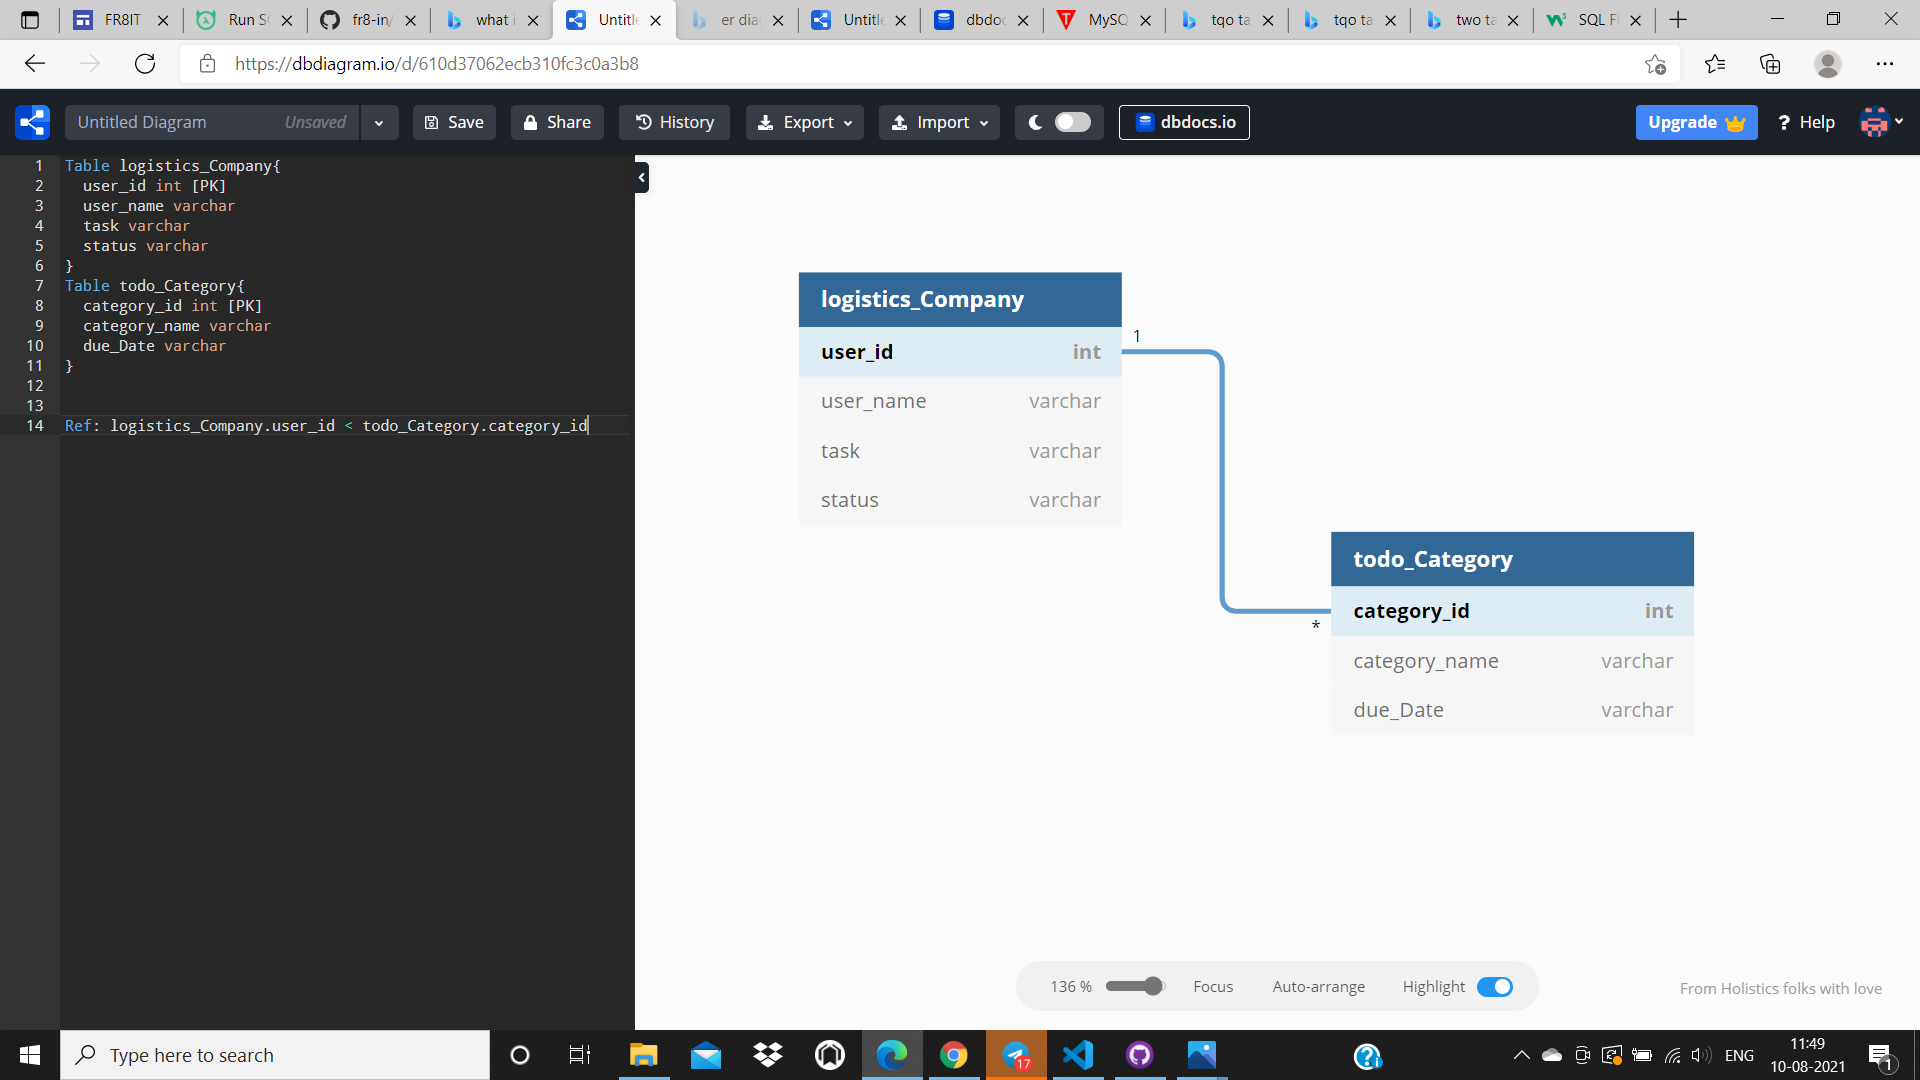 FR8IT
Run S
fr8-in/
what i
Untitle
er dia
Untitle
dbdoc
MySQ
tqo ta
tqo ta
two ta
SQL F
https://dbdiagram.io/d/610d37062ecb310fc3c0a3b8
Untitled Diagram Unsaved Save Share History Export Import dbdocs.io Upgrade ? Help
1 Table logistics_Company{
2 user_id int [PK]
3 user_name varchar
4 task varchar
5 status varchar
6 }
7 Table todo_Category{
8 category_id int [PK]
9 category_name varchar
10 due_Date varchar
11 }
12
13
14 Ref: logistics_Company.user_id < todo_Category.category_id
logistics_Company
1
user_id int
user_name varchar
task varchar
status varchar
todo_Category
category_id int
*
category_name varchar
due_Date varchar
136 % Focus Auto-arrange Highlight
From Holistics folks with love
Type here to search
17
ENG
11:49
10-08-2021
1